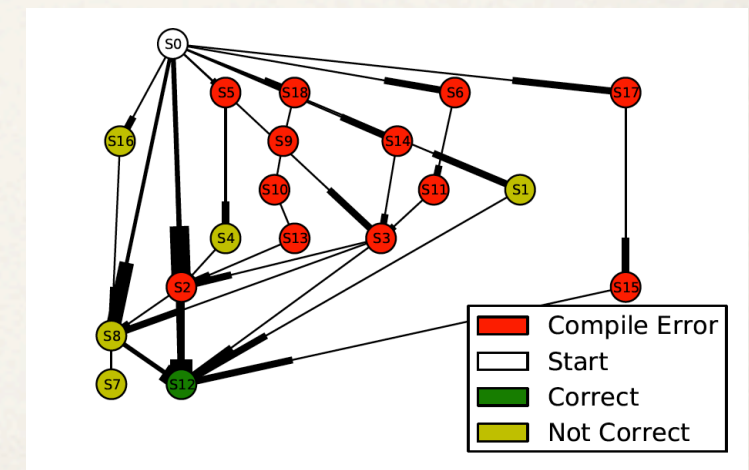 S0
S5
S18
S6
S17
S16
S9
S14
S10
S11
S1
S4
S13
S3
S2
S15
S8
S7
S12
Compile Error
Start
Correct
Not Correct